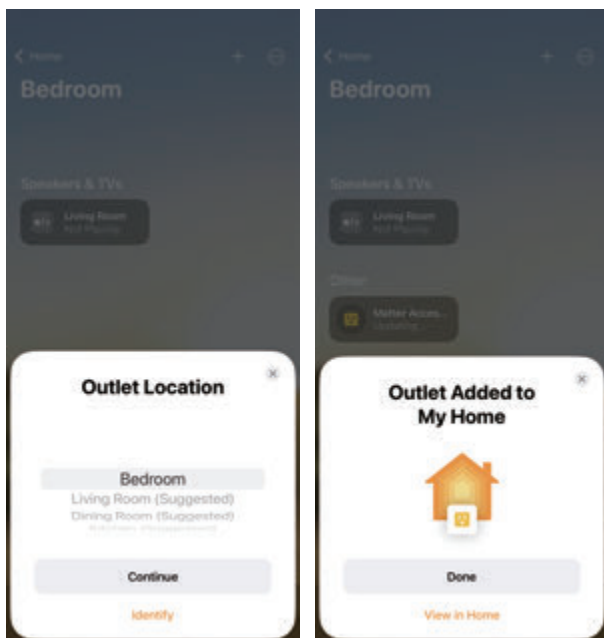 Home
Bedroom
Speakers & TVs
Living Room
Not Playing
Outlet Location
Bedroom
Living Room (Suggested)
Dining Room (Suggested)
Continue
Identify
Home
Bedroom
Speakers & TVs
Living Room
Not Playing
Other
Matter Acces...
Updating...
Outlet Added to
My Home
Done
View in Home